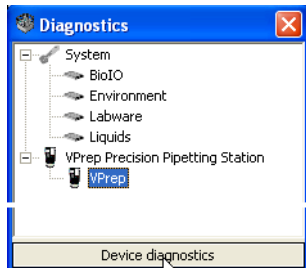 Diagnostics
System
BioIO
Environment
Labware
Liquids
VPrep Precision Pipetting Station
VPrep
Device diagnostics